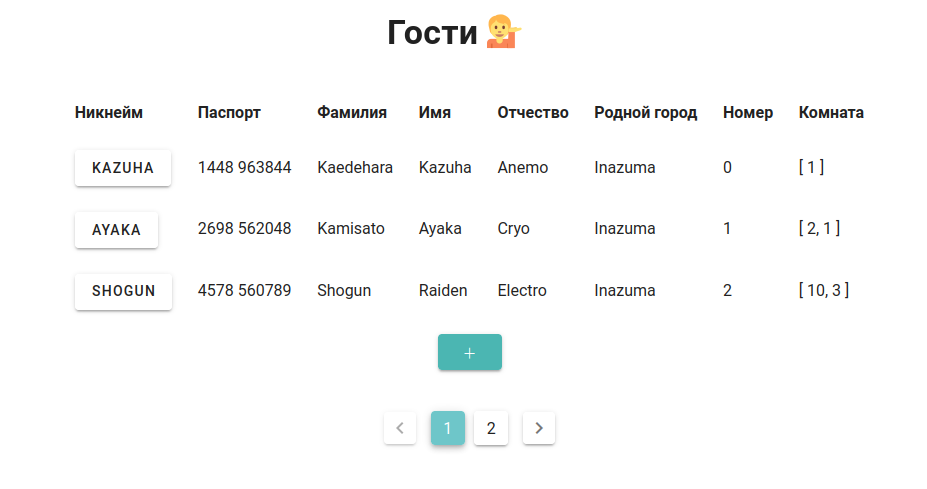 Гости
Никнейм Паспорт Фамилия Имя Отчество Родной город Номер Комната
KAZUHA 1448 963844 Kaedehara Kazuha Anemo Inazuma 0 [ 1 ]
AYAKA 2698 562048 Kamisato Ayaka Cryo Inazuma 1 [ 2, 1 ]
SHOGUN 4578 560789 Shogun Raiden Electro Inazuma 2 [ 10, 3 ]
+
1 2